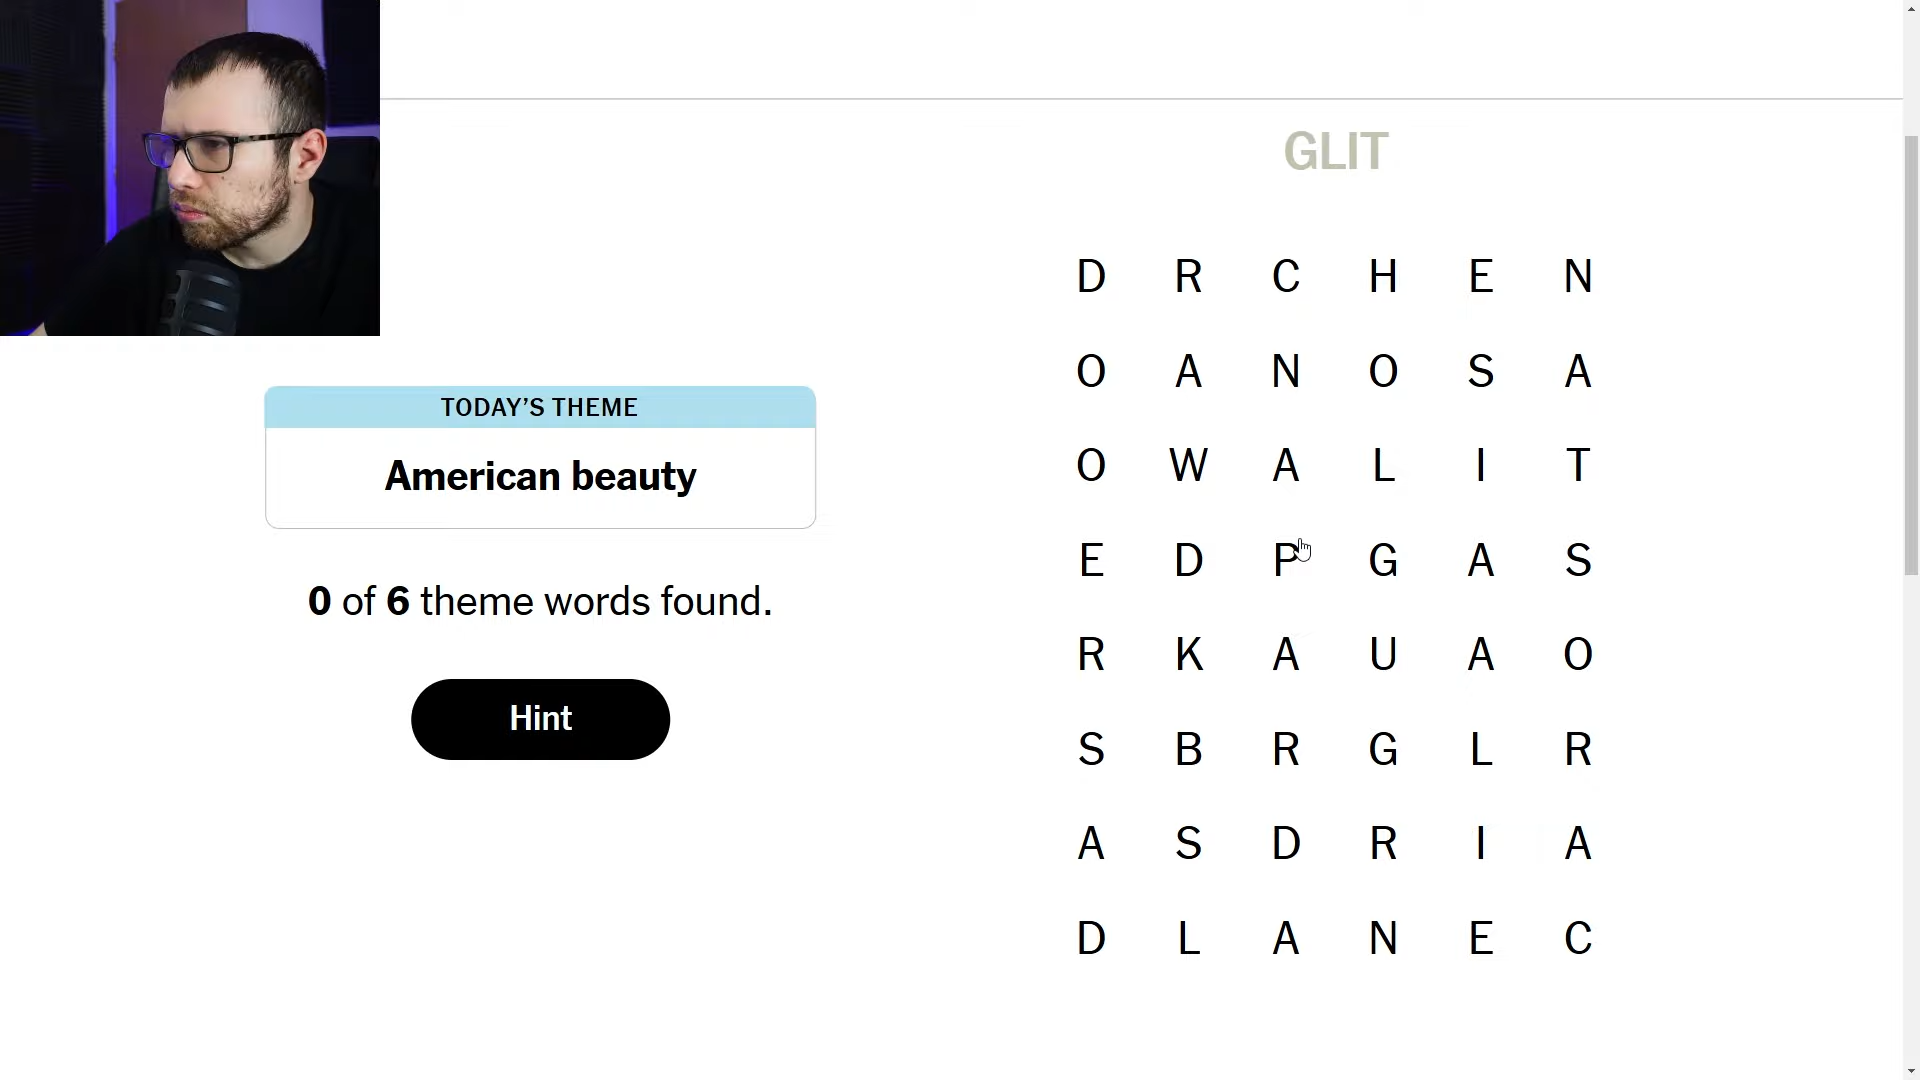 GLIT
TODAY'S THEME
American beauty
0 of 6 theme words found.
Hint
D R C H E N
O A N O S A
O W A L I T
E D P G A S
R K A U A O
S B R G L R
A S D R I A
D L A N E C